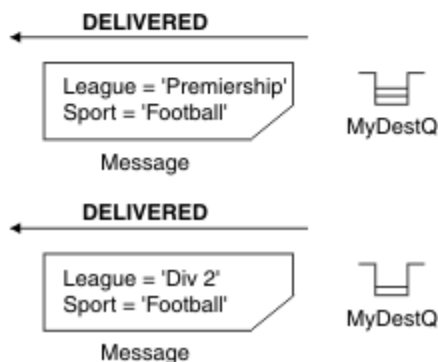 DELIVERED
League = 'Premiership'
Sport = 'Football'
MyDestQ
Message
DELIVERED
League = 'Div 2'
Sport = 'Football'
MyDestQ
Message